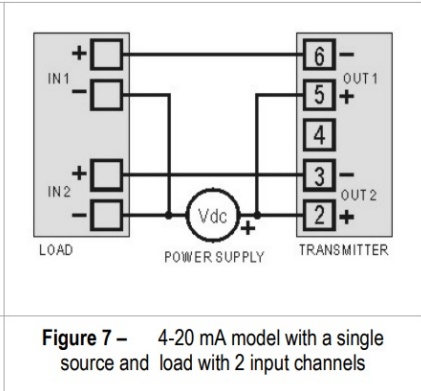 + 6 −
IN1 OUT1
− 5 +
4
+ 3 −
IN2 OUT2
− Vdc + 2 +
LOAD POWER SUPPLY TRANSMITTER
Figure 7 – 4-20 mA model with a single
source and load with 2 input channels